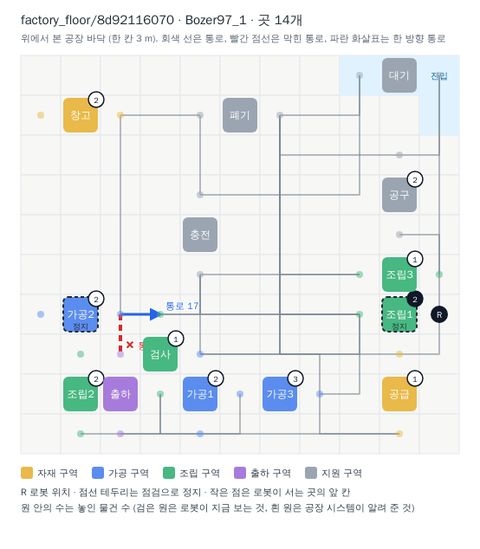 factory_floor/8d92116070 · Bozer97_1 · 곳 14개
위에서 본 공장 바닥 (한 칸 3 m). 회색 선은 통로, 빨간 점선은 막힌 통로, 파란 화살표는 한 방향 통로
대기
전립
창고 2
폐기
공구 2
충전
조립3 1
통로 17
가공2 2
정지
조립1 2
정지
R
✕
검사 1
조립2 2
출하
가공1 2
가공3 3
공급 1
자재 구역
가공 구역
조립 구역
출하 구역
지원 구역
R 로봇 위치 · 점선 테두리는 점검으로 정지 · 작은 점은 로봇이 서는 곳의 앞 칸
원 안의 수는 놓인 물건 수 (검은 원은 로봇이 지금 보는 것, 흰 원은 공장 시스템이 알려 준 것)